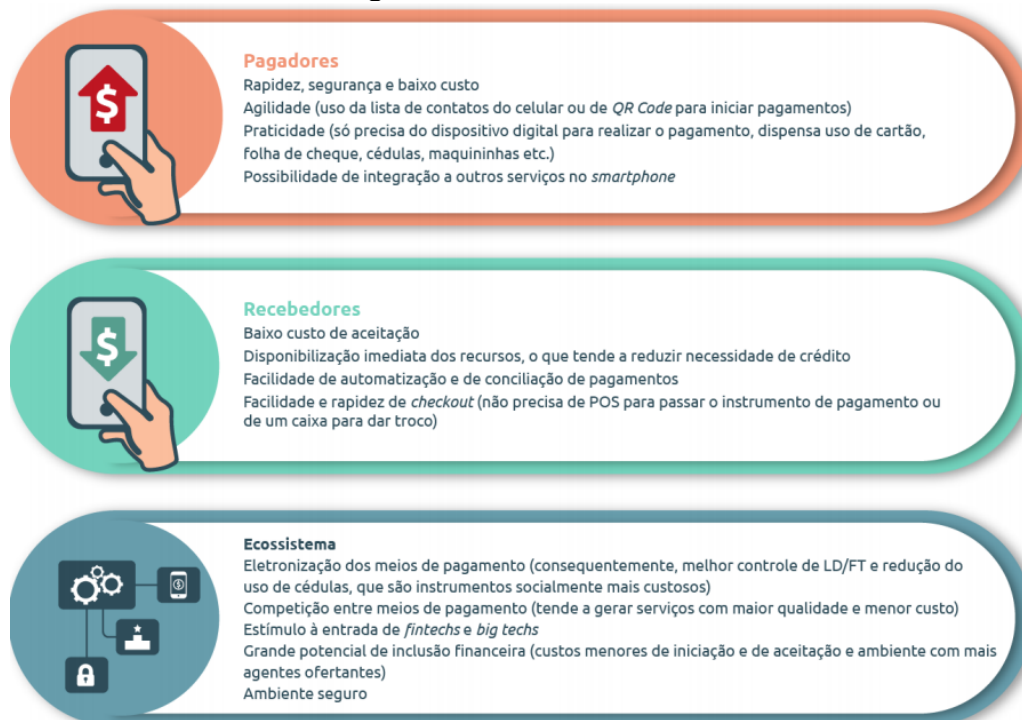 Pagadores
Rapidez, segurança e baixo custo
Agilidade (uso da lista de contatos do celular ou de QR Code para iniciar pagamentos)
Praticidade (só precisa do dispositivo digital para realizar o pagamento, dispensa uso de cartão,
folha de cheque, cédulas, maquininhas etc.)
Possibilidade de integração a outros serviços no smartphone
$
Recebedores
Baixo custo de aceitação
Disponibilização imediata dos recursos, o que tende a reduzir necessidade de crédito
Facilidade de automatização e de conciliação de pagamentos
Facilidade e rapidez de checkout (não precisa de POS para passar o instrumento de pagamento ou
de um caixa para dar troco)
$
Ecossistema
Eletronização dos meios de pagamento (consequentemente, melhor controle de LD/FT e redução do
uso de cédulas, que são instrumentos socialmente mais custosos)
Competição entre meios de pagamento (tende a gerar serviços com maior qualidade e menor custo)
Estímulo à entrada de fintechs e big techs
Grande potencial de inclusão financeira (custos menores de iniciação e de aceitação e ambiente com mais
agentes ofertantes)
Ambiente seguro
$